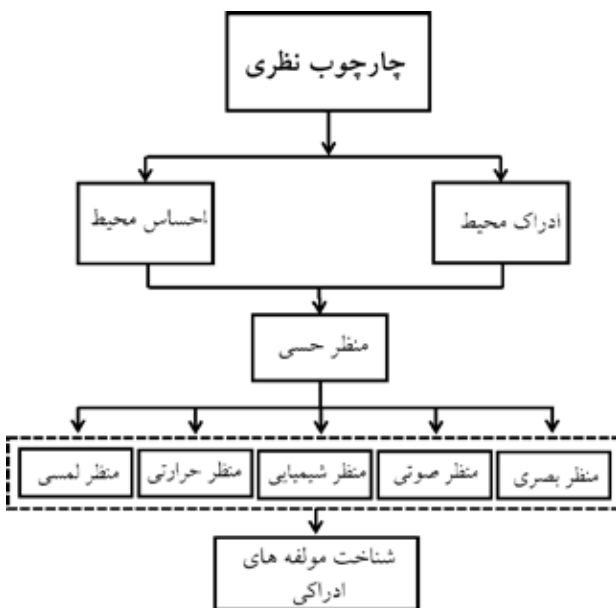 چارچوب نظری
ادراک محیط
احساس محیط
منظر حسی
منظر بصری
منظر صوتی
منظر شیمیایی
منظر حرارتی
منظر لمسی
شناخت مولفه های
ادراکی